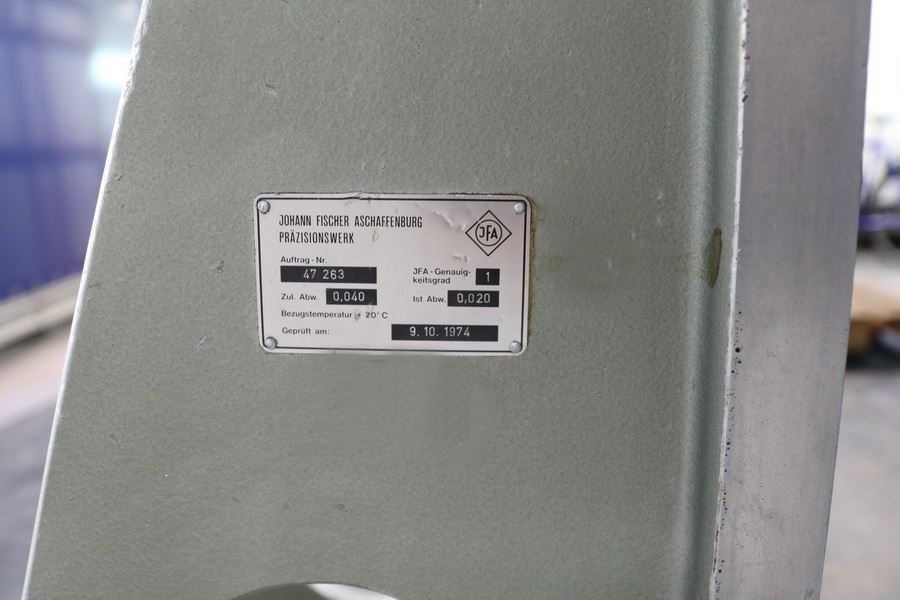 JOHANN FISCHER ASCHAFFENBURG
PRÄZISIONSWERK
JFA
Auftrag-Nr.
47 263
JFA-Genauig-
keitsgrad 1
Zul. Abw. 0,040
Ist Abw. 0,020
Bezugstemperatur + 20°C
Geprüft am: 9. 10. 1974